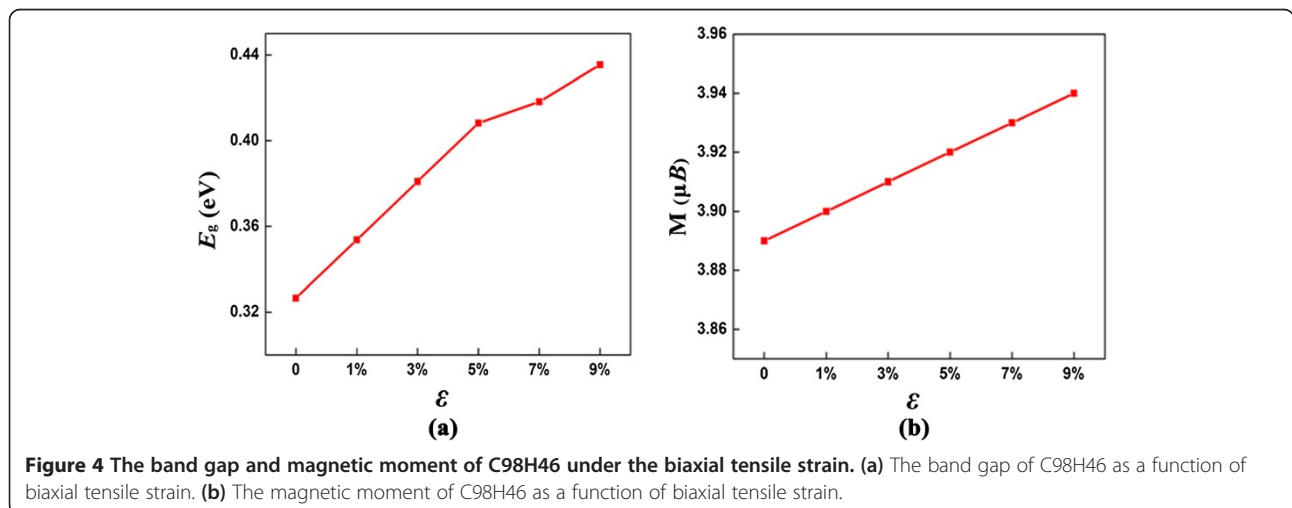 0.44
0.40
0.36
0.32
Eg (eV)
0 1% 3% 5% 7% 9%
ε
(a)
3.96
3.94
3.92
3.90
3.88
3.86
M (μB)
0 1% 3% 5% 7% 9%
ε
(b)
Figure 4 The band gap and magnetic moment of C98H46 under the biaxial tensile strain. (a) The band gap of C98H46 as a function of
biaxial tensile strain. (b) The magnetic moment of C98H46 as a function of biaxial tensile strain.